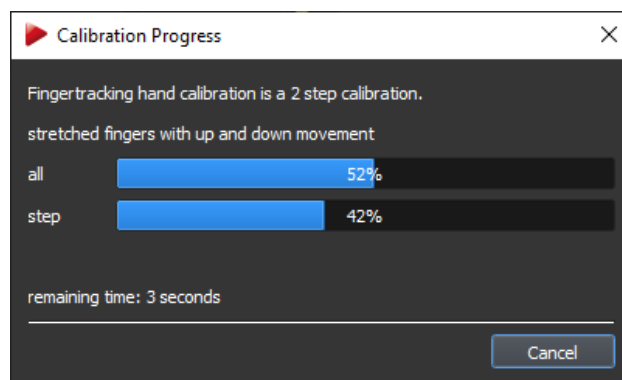 Calibration Progress
Fingertracking hand calibration is a 2 step calibration.
stretched fingers with up and down movement
all 52%
step 42%
remaining time: 3 seconds
Cancel